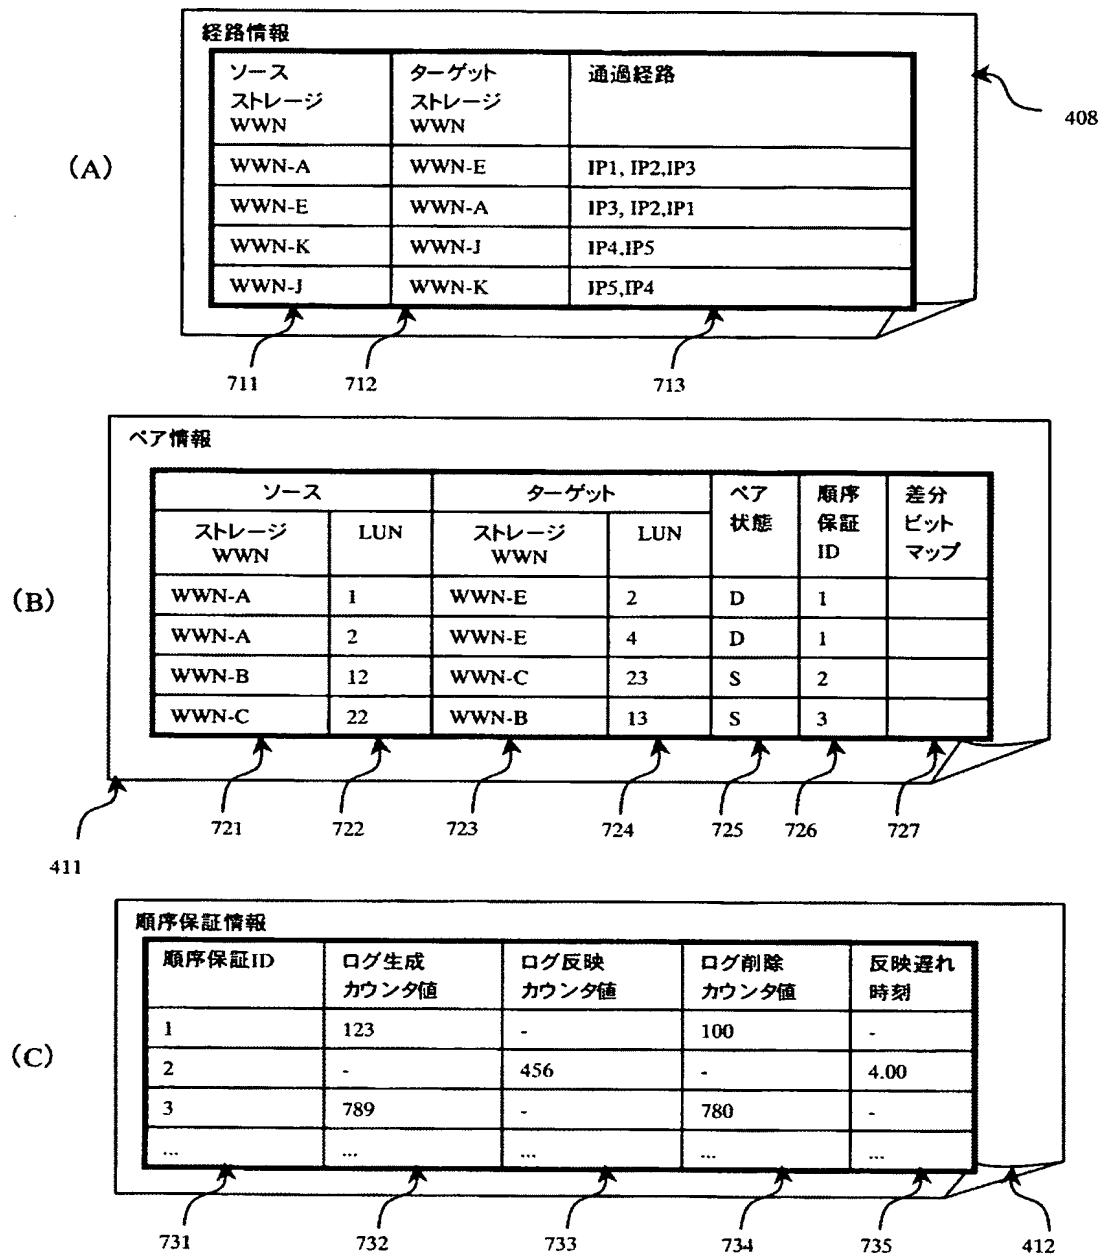 経路情報
ソース
ストレージ
WWN
ターゲット
ストレージ
WWN
通過経路
408
(A)
WWN-A WWN-E IP1, IP2,IP3
WWN-E WWN-A IP3, IP2,IP1
WWN-K WWN-J IP4,IP5
WWN-J WWN-K IP5,IP4
711 712 713
ペア情報
ソース ターゲット
ペア
状態
順序
保証
ID
差分
ビット
マップ
ストレージ
WWN
LUN
ストレージ
WWN
LUN
(B)
WWN-A 1 WWN-E 2 D 1
WWN-A 2 WWN-E 4 D 1
WWN-B 12 WWN-C 23 S 2
WWN-C 22 WWN-B 13 S 3
721 722 723 724 725 726 727
411
順序保証情報
順序保証ID
ログ生成
カウンタ値
ログ反映
カウンタ値
ログ削除
カウンタ値
反映遅れ
時刻
(C)
1 123 - 100 -
2 - 456 - 4.00
3 789 - 780 -
... ... ... ... ...
731 732 733 734 735 412